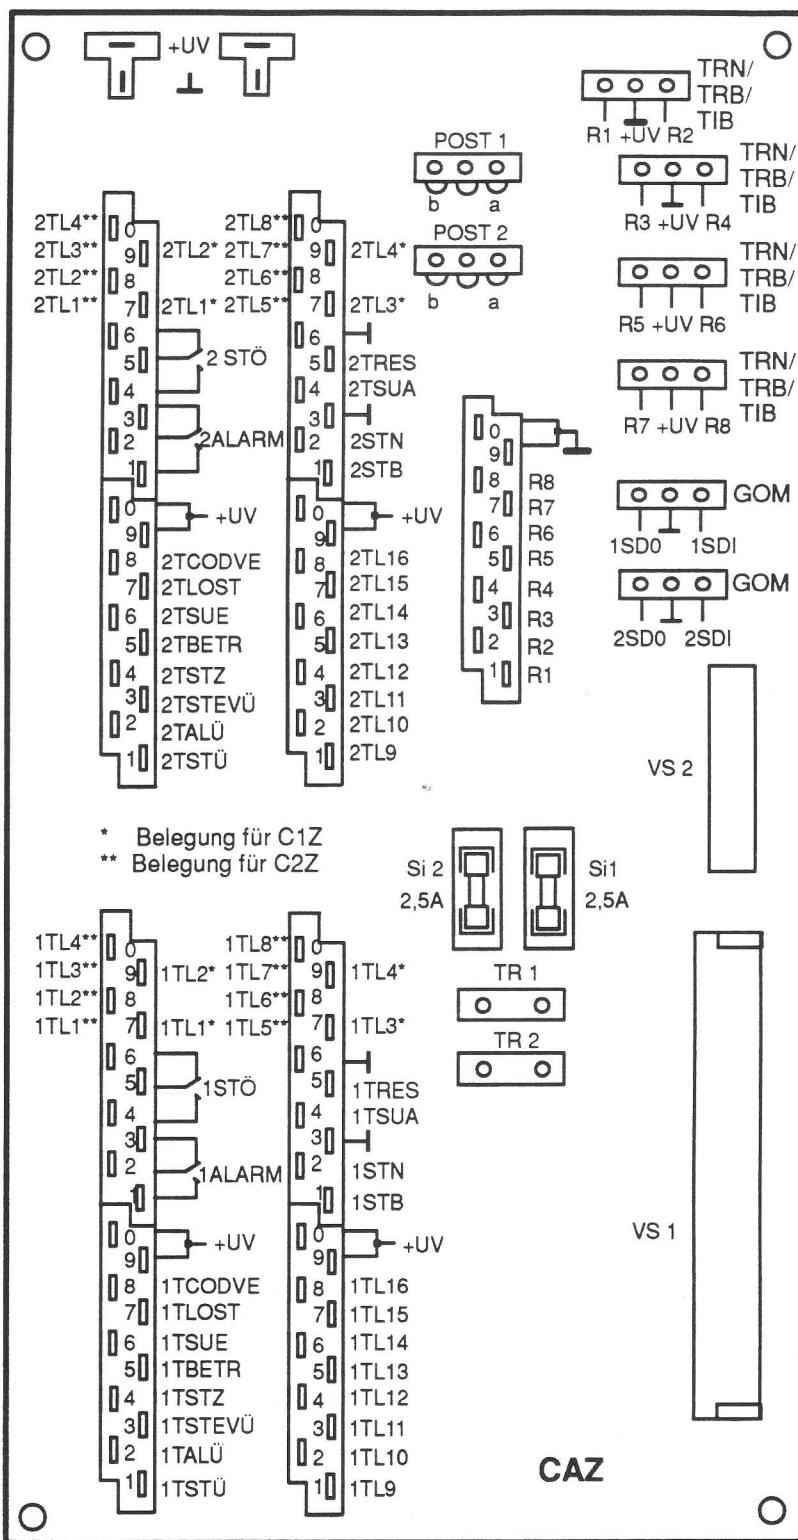 +UV
TRN/
TRB/
TIB
R1 +UV R2
TRN/
TRB/
TIB
R3 +UV R4
TRN/
TRB/
TIB
R5 +UV R6
TRN/
TRB/
TIB
R7 +UV R8
GOM
1SD0 1SDI
GOM
2SD0 2SDI
POST 1
b a
POST 2
b a
2TL4** 0
2TL3** 9 2TL2*
2TL2** 8
2TL1** 7 2TL1*
6
5 2 STÖ
4
3
2 2ALARM
1
0
9 +UV
8 2TCODVE
7 2TLOST
6 2TSUE
5 2TBETR
4 2TSTZ
3 2TSTEVÜ
2 2TALÜ
1 2TSTÜ
2TL8** 0
2TL7** 9 2TL4*
2TL6** 8
2TL5** 7 2TL3*
6
5 2TRES
4 2TSUA
3
2 2STN
1 2STB
0
9 +UV
8 2TL16
7 2TL15
6 2TL14
5 2TL13
4 2TL12
3 2TL11
2 2TL10
1 2TL9
0
9
8 R8
7 R7
6 R6
5 R5
4 R4
3 R3
2 R2
1 R1
VS 2
* Belegung für C1Z
** Belegung für C2Z
Si 2
2,5A
Si1
2,5A
TR 1
TR 2
VS 1
1TL4** 0
1TL3** 9 1TL2*
1TL2** 8
1TL1** 7 1TL1*
6
5 1STÖ
4
3
2 1ALARM
1
0
9 +UV
8 1TCODVE
7 1TLOST
6 1TSUE
5 1TBETR
4 1TSTZ
3 1TSTEVÜ
2 1TALÜ
1 1TSTÜ
1TL8** 0
1TL7** 9 1TL4*
1TL6** 8
1TL5** 7 1TL3*
6
5 1TRES
4 1TSUA
3
2 1STN
1 1STB
0
9 +UV
8 1TL16
7 1TL15
6 1TL14
5 1TL13
4 1TL12
3 1TL11
2 1TL10
1 1TL9
CAZ